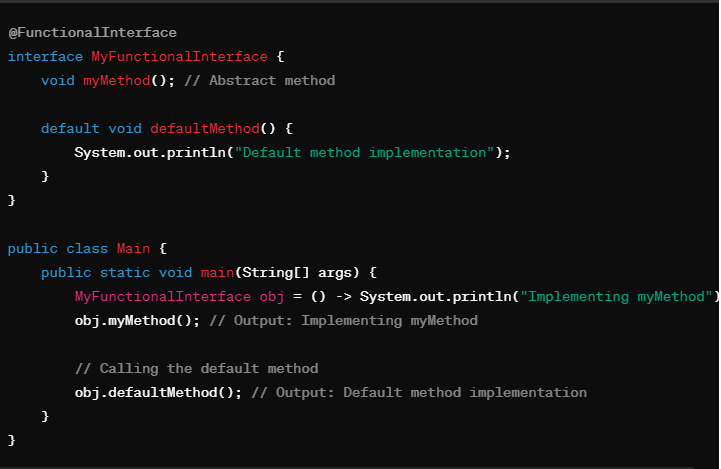 @FunctionalInterface
interface MyFunctionalInterface {
    void myMethod(); // Abstract method

    default void defaultMethod() {
        System.out.println("Default method implementation");
    }
}

public class Main {
    public static void main(String[] args) {
        MyFunctionalInterface obj = () -> System.out.println("Implementing myMethod")
        obj.myMethod(); // Output: Implementing myMethod

        // Calling the default method
        obj.defaultMethod(); // Output: Default method implementation
    }
}